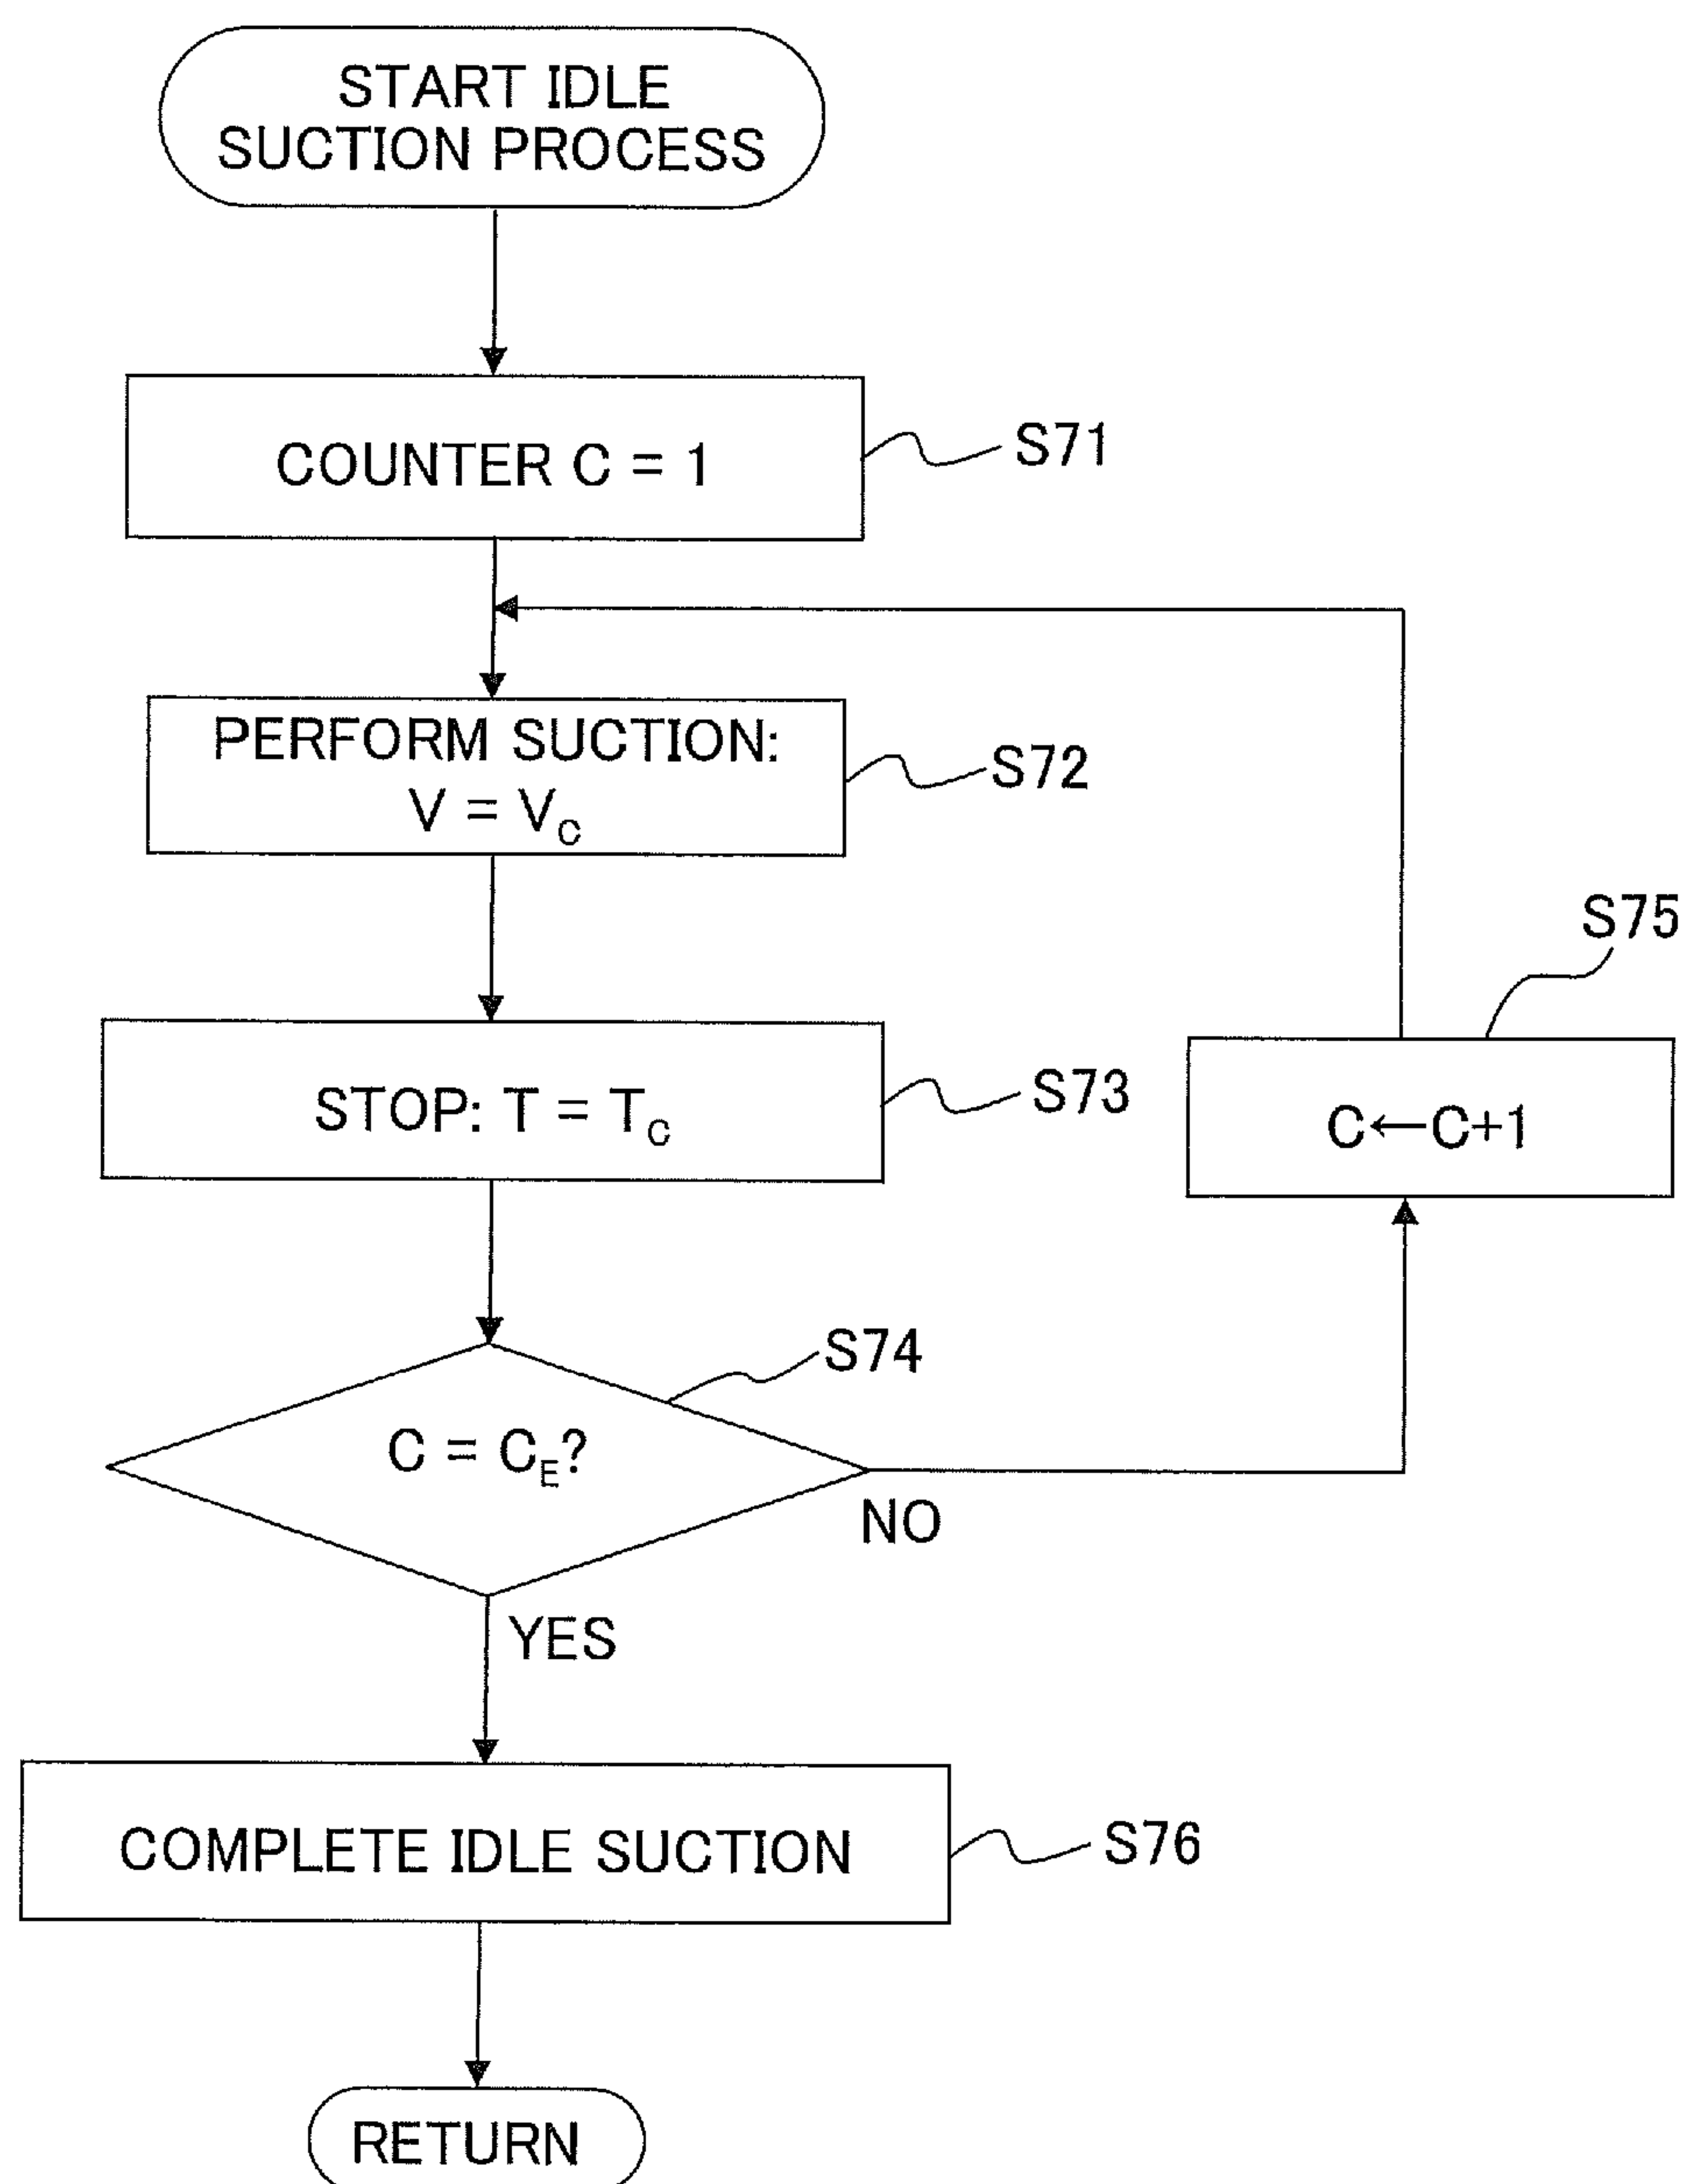 START IDLE
SUCTION PROCESS
COUNTER C = 1
S71
PERFORM SUCTION:
V = V_C
S72
S75
STOP: T = T_C
S73
C←C+1
S74
C = C_E?
NO
YES
COMPLETE IDLE SUCTION
S76
RETURN